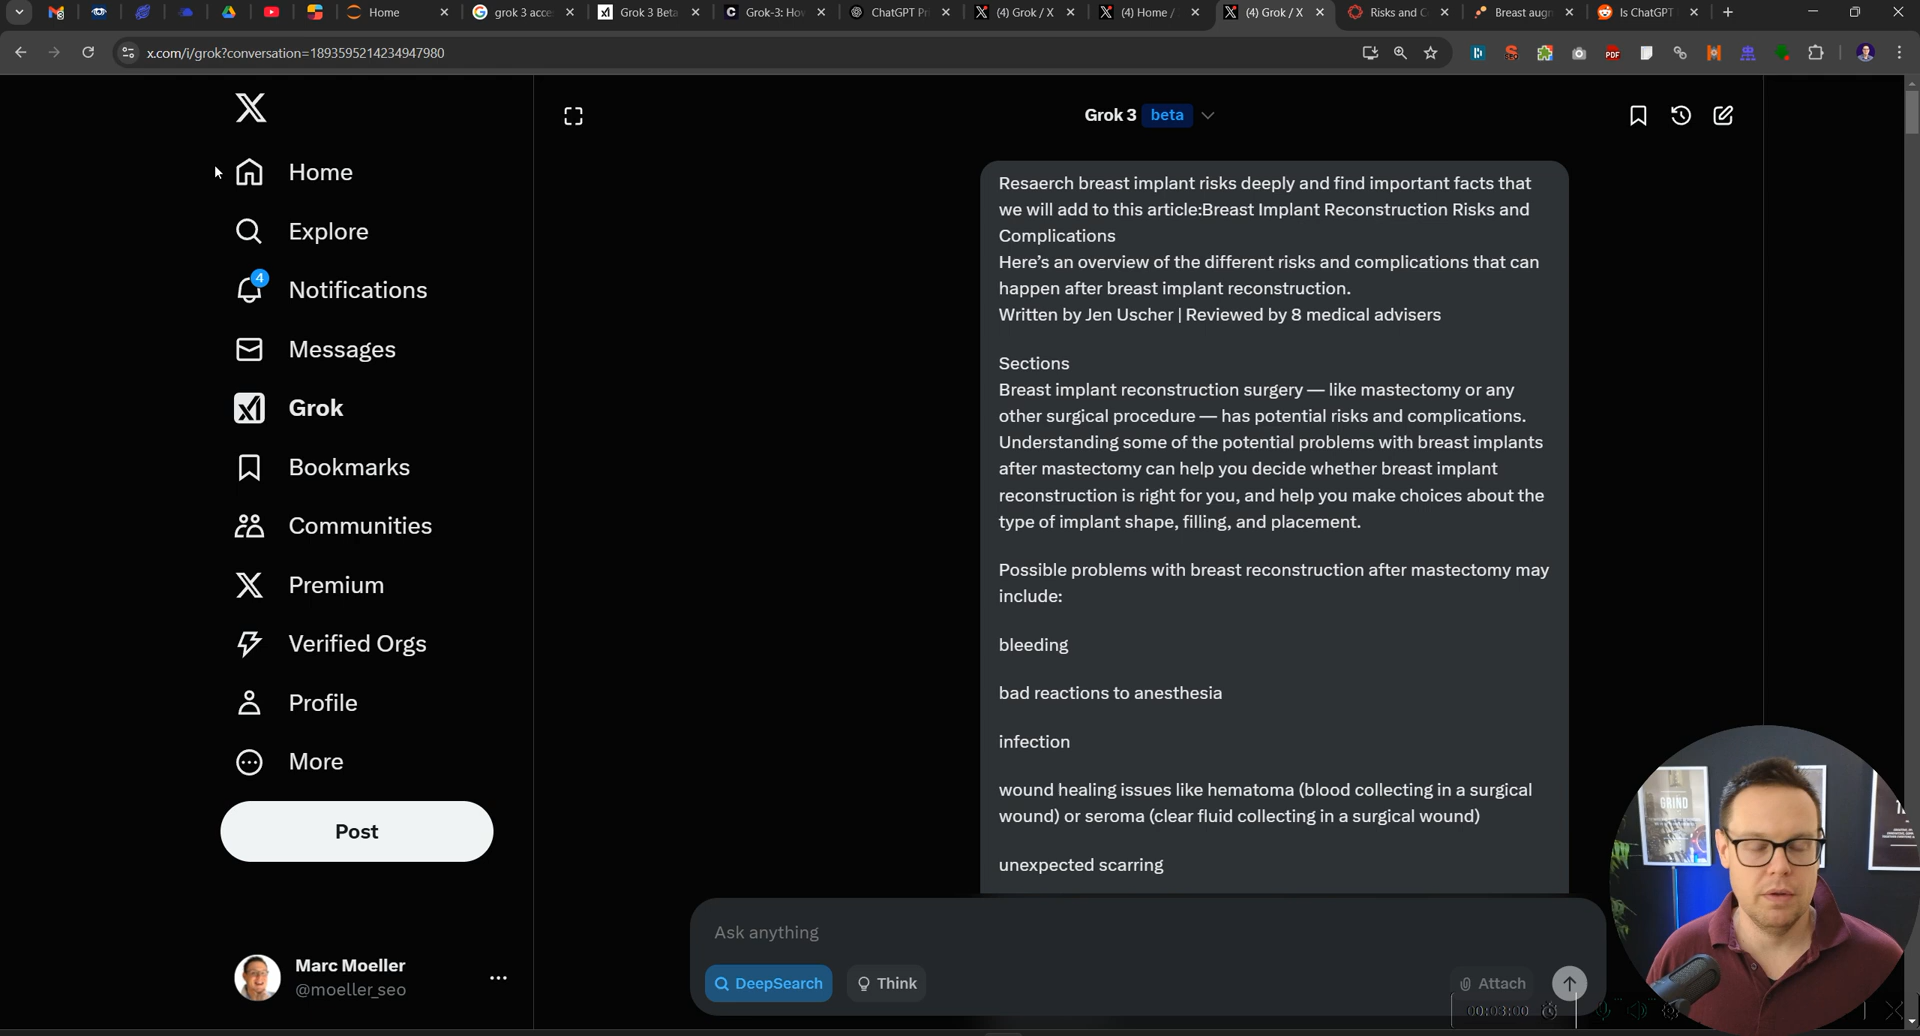 Home
grok 3 acce
Grok 3 Beta
Grok-3: Ho
ChatGPT Pr
(4) Grok / X
(4) Home /
(4) Grok / X
Risks and C
Breast aug
Is ChatGPT
x.com/i/grok?conversation=1893595214234947980
PDF
Home
Explore
4
Notifications
Messages
Grok
Bookmarks
Communities
Premium
Verified Orgs
Profile
More
Post
Marc Moeller
@moeller_seo
Grok 3 beta
Resaerch breast implant risks deeply and find important facts that
we will add to this article:Breast Implant Reconstruction Risks and
Complications
Here’s an overview of the different risks and complications that can
happen after breast implant reconstruction.
Written by Jen Uscher | Reviewed by 8 medical advisers
Sections
Breast implant reconstruction surgery — like mastectomy or any
other surgical procedure — has potential risks and complications.
Understanding some of the potential problems with breast implants
after mastectomy can help you decide whether breast implant
reconstruction is right for you, and help you make choices about the
type of implant shape, filling, and placement.
Possible problems with breast reconstruction after mastectomy may
include:
bleeding
bad reactions to anesthesia
infection
wound healing issues like hematoma (blood collecting in a surgical
wound) or seroma (clear fluid collecting in a surgical wound)
unexpected scarring
Ask anything
DeepSearch
Think
Attach
00:03:00
GRIND